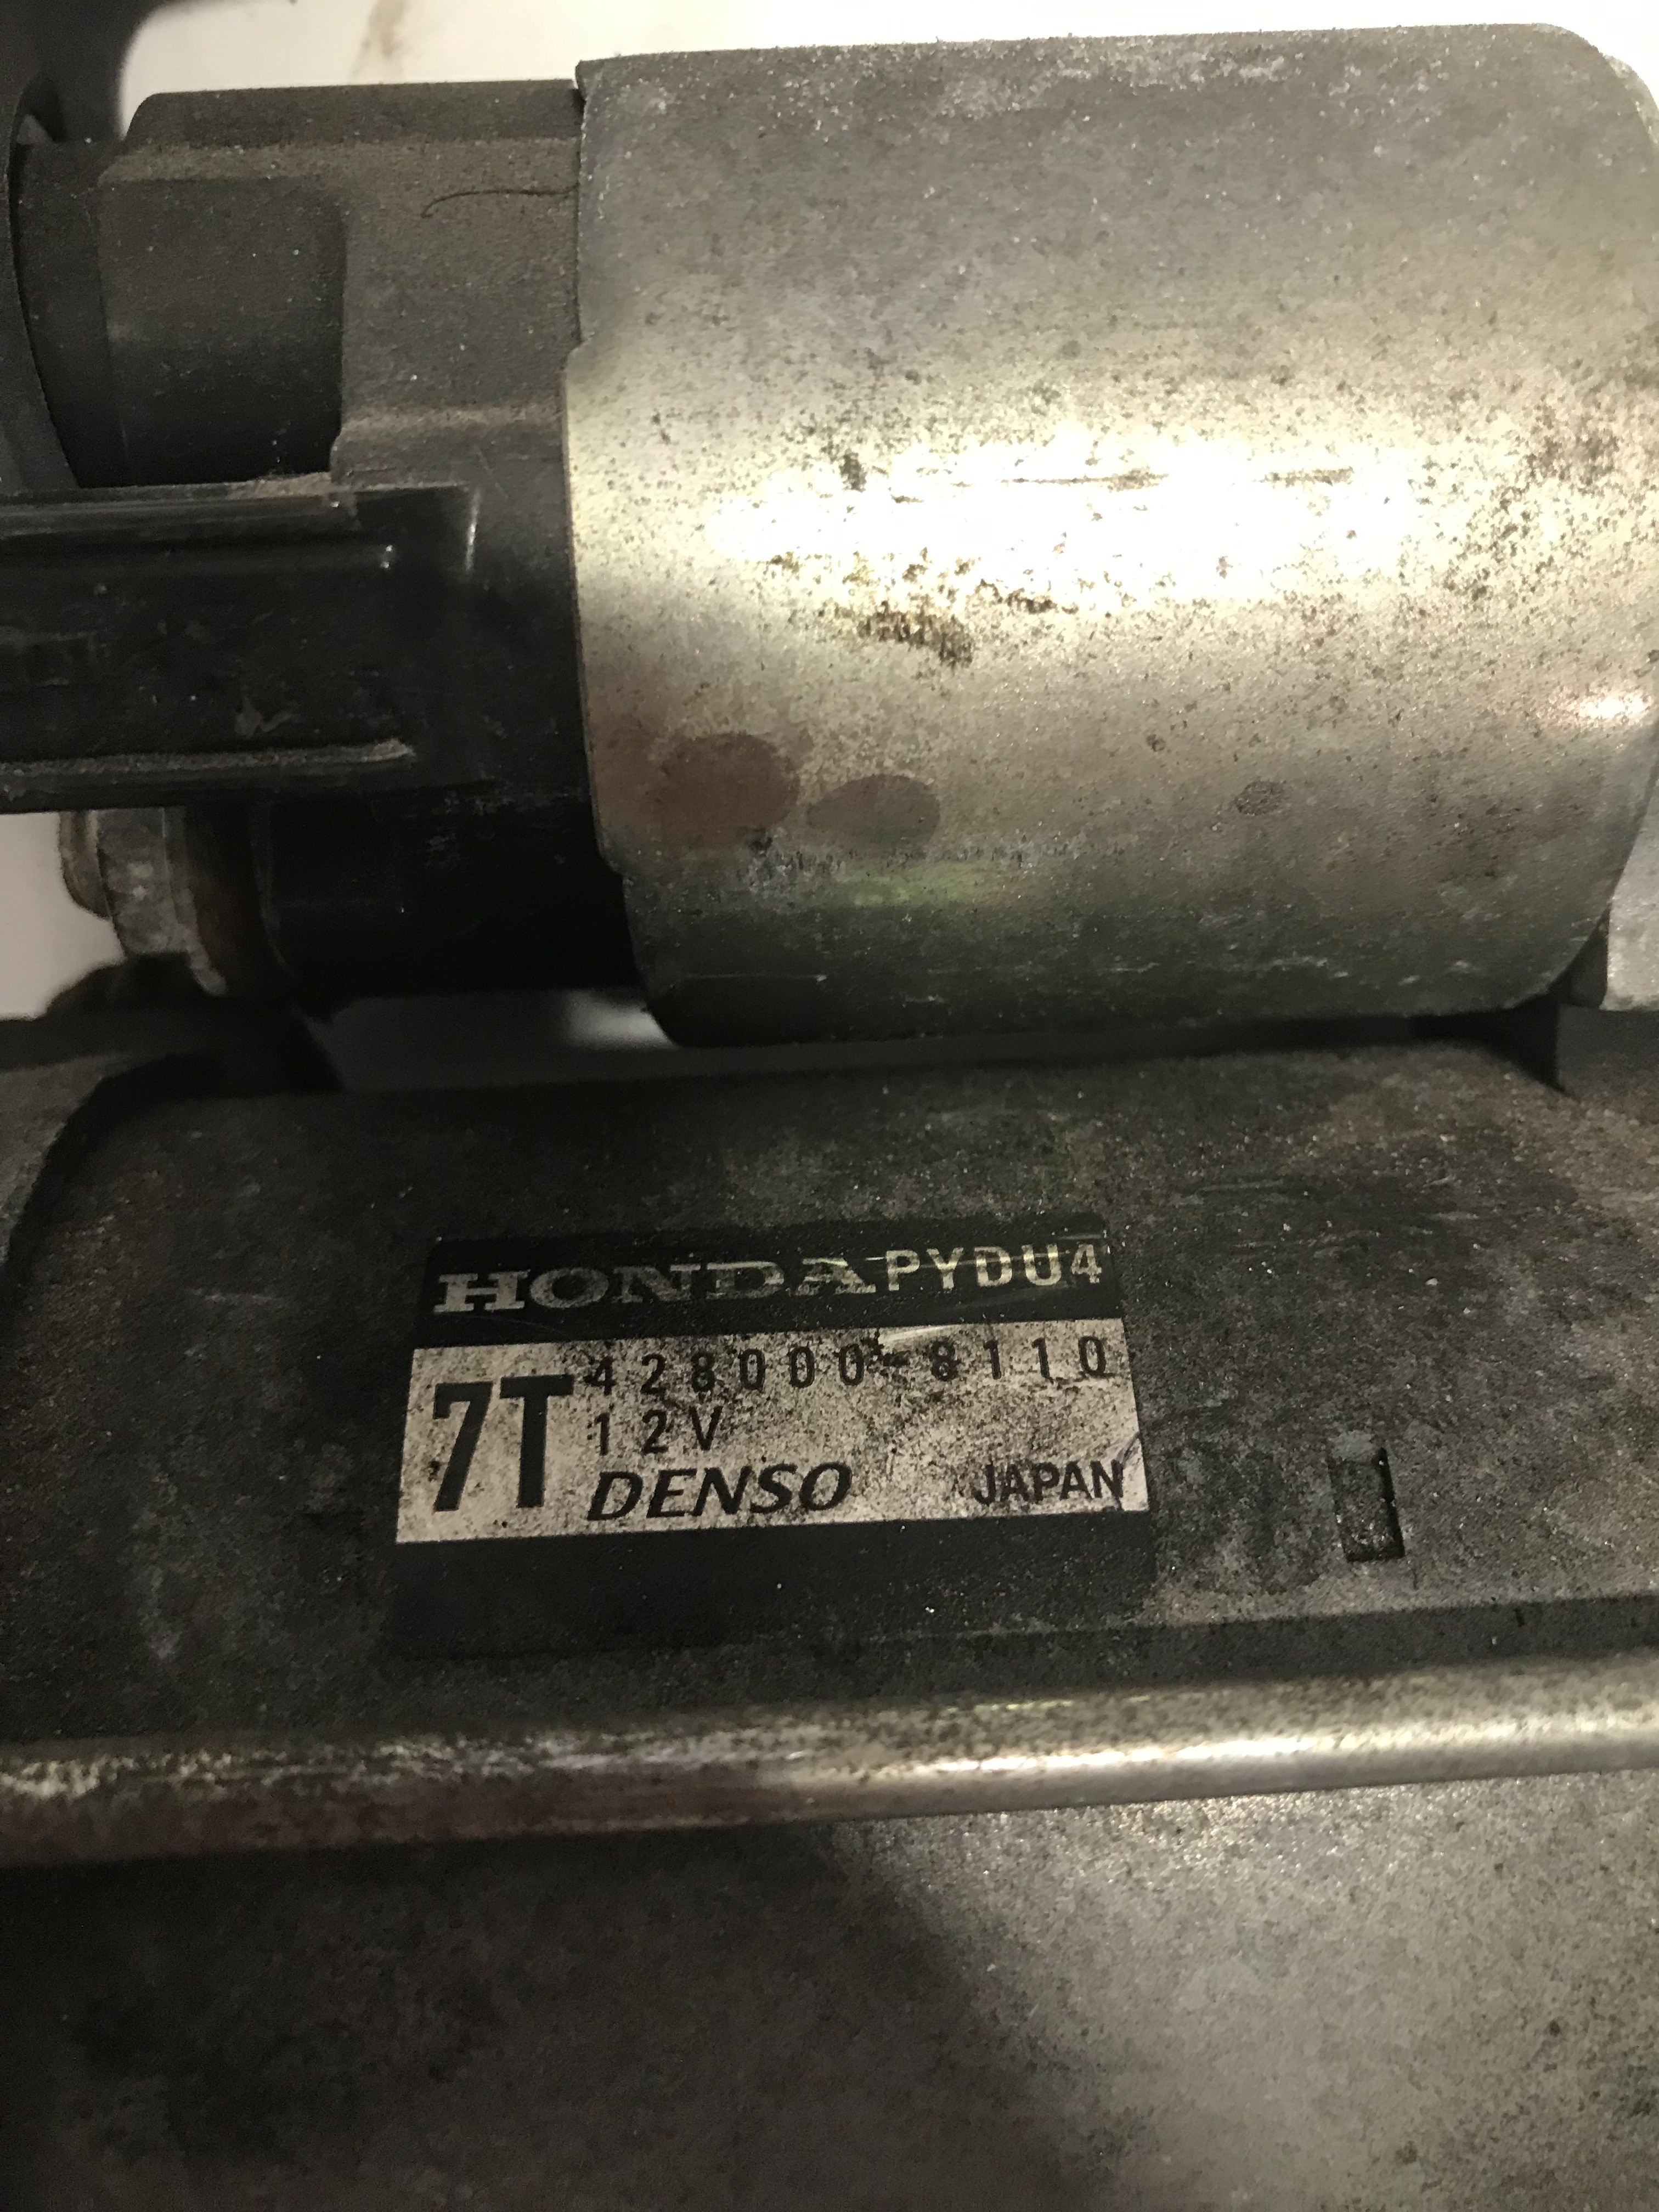 HONDA PYDU4
7T 428000-8110
12V
DENSO JAPAN